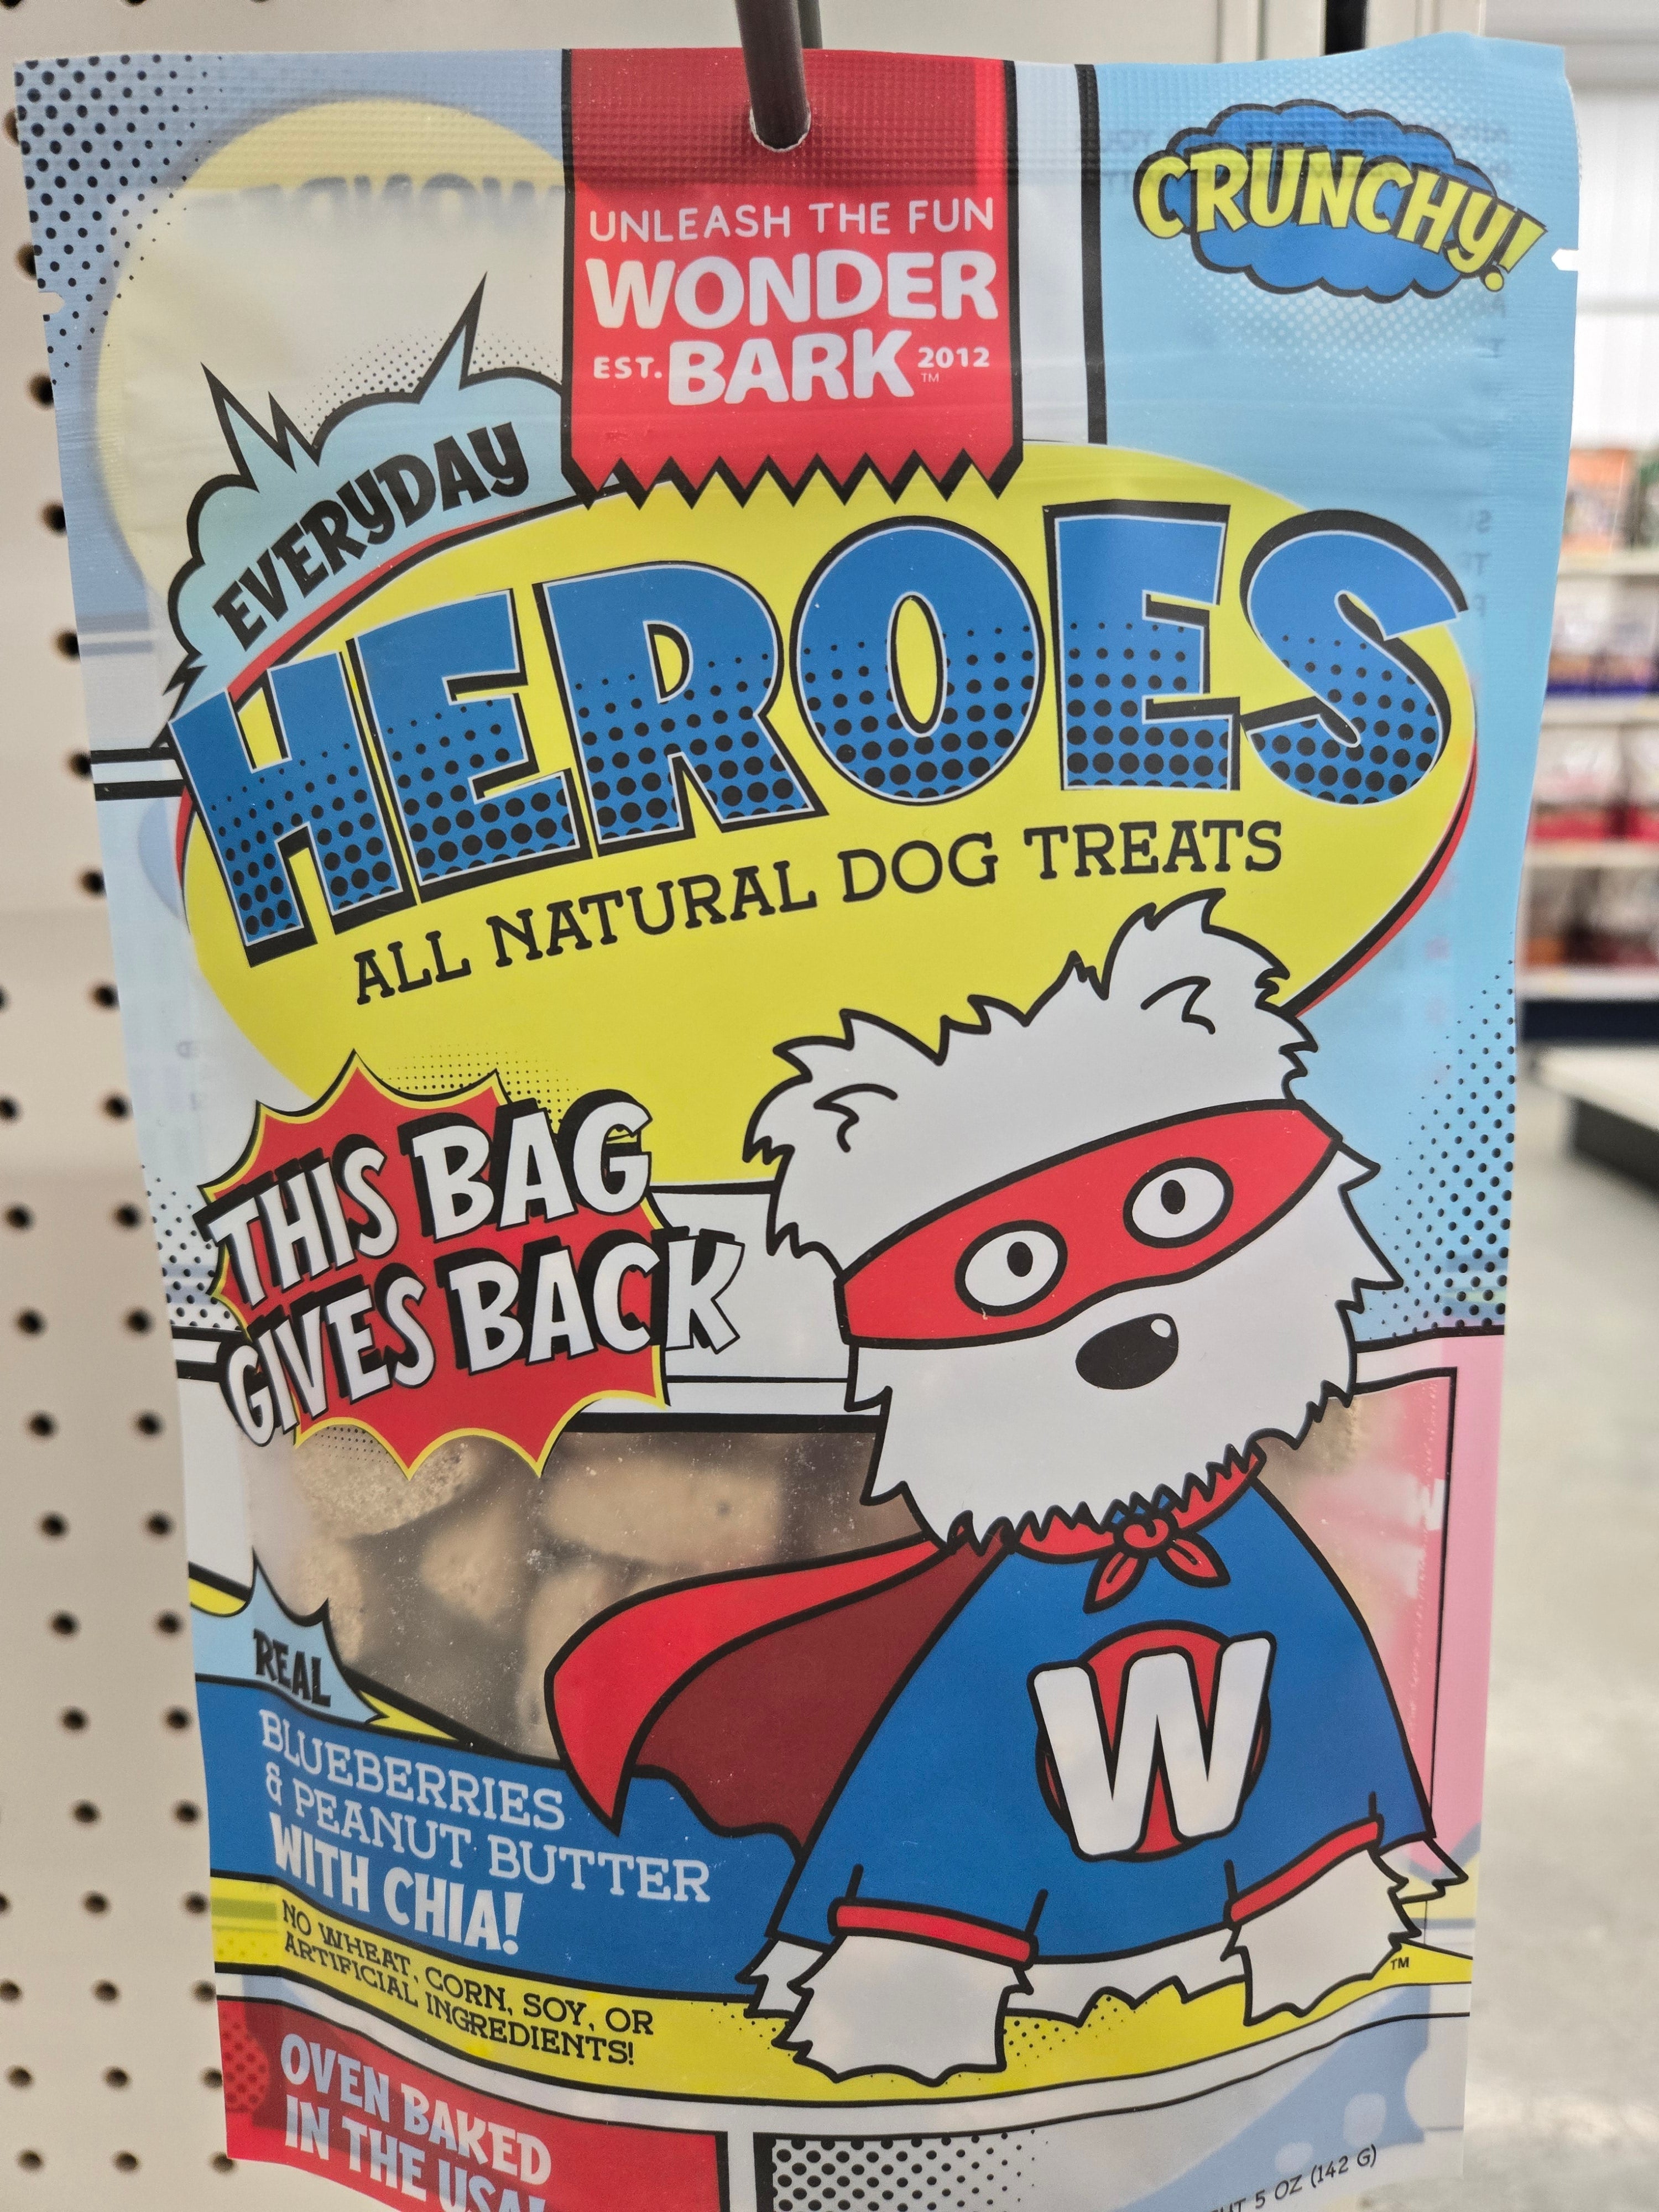 UNLEASH THE FUN
WONDER
EST. BARK 2012
TM
CRUNCHY!
EVERYDAY
HEROES
ALL NATURAL DOG TREATS
THIS BAG
GIVES BACK
W
REAL
BLUEBERRIES
& PEANUT BUTTER
WITH CHIA!
NO WHEAT, CORN, SOY, OR
ARTIFICIAL INGREDIENTS!
TM
OVEN BAKED
IN THE USA!
5 OZ (142 G)